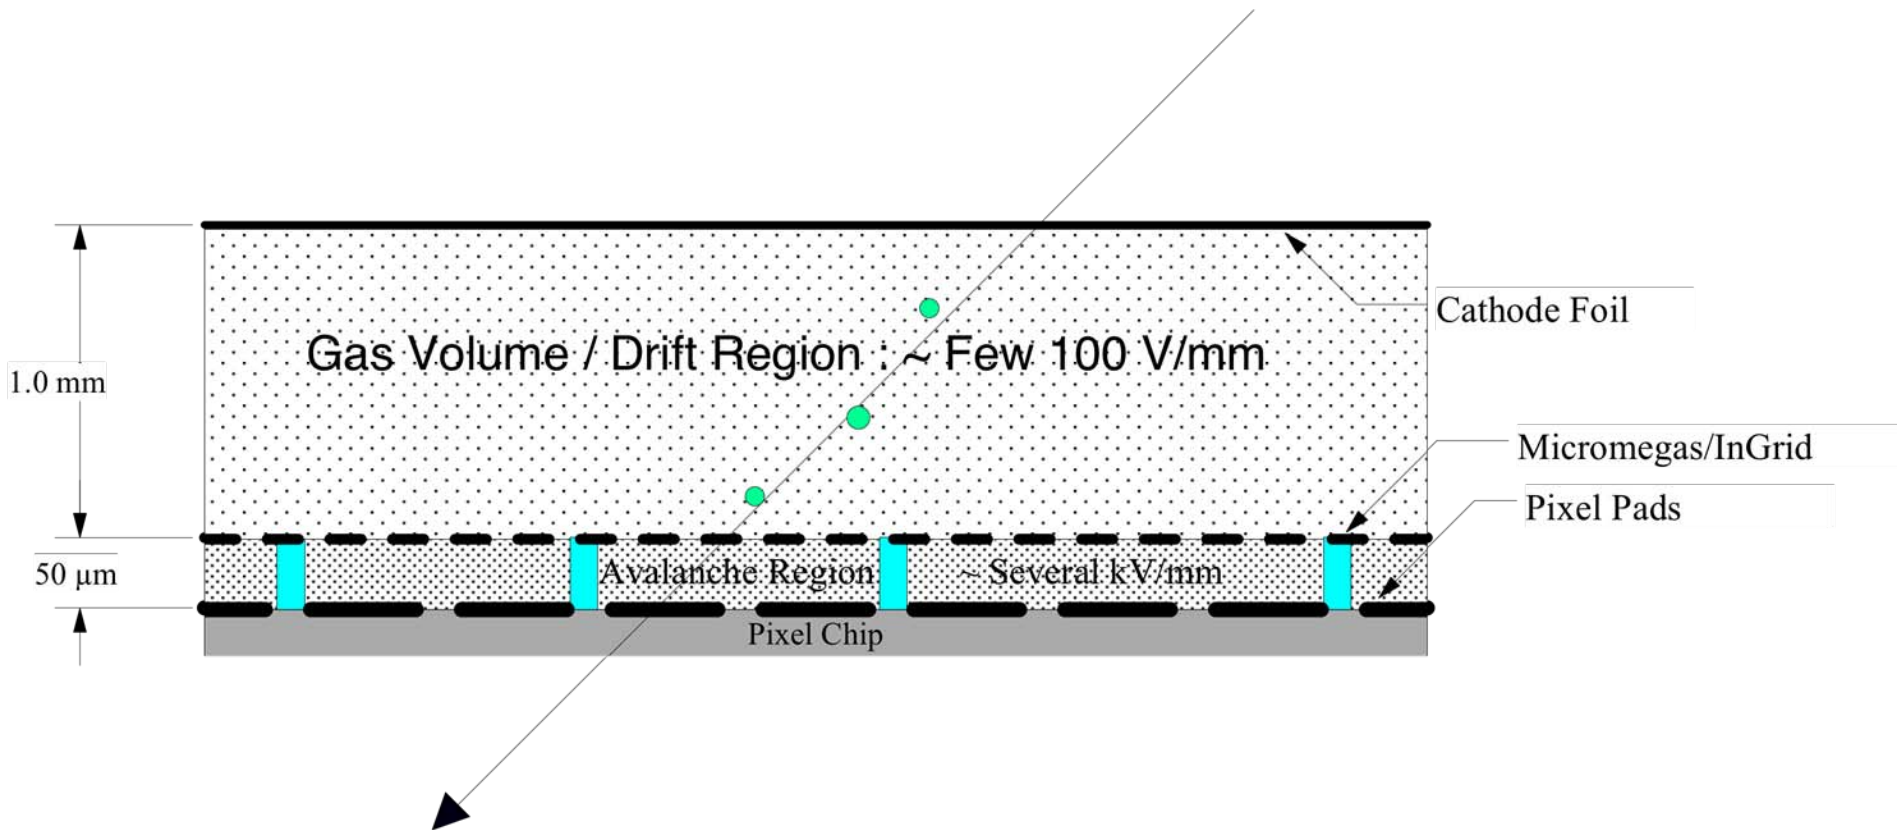 Cathode Foil
Gas Volume / Drift Region : ~ Few 100 V/mm
1.0 mm
Micromegas/InGrid
Pixel Pads
50 µm
Avalanche Region ~ Several kV/mm
Pixel Chip